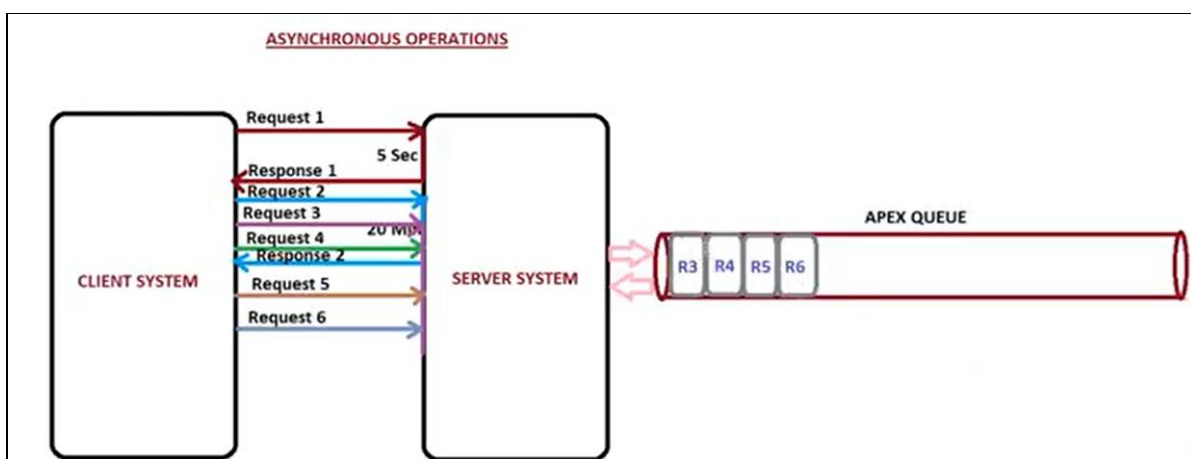 ASYNCHRONOUS OPERATIONS
Request 1
5 Sec
Response 1
Request 2
Request 3
20
Request 4
Response 2
Request 5
Request 6
CLIENT SYSTEM
SERVER SYSTEM
APEX QUEUE
R3 R4 R5 R6